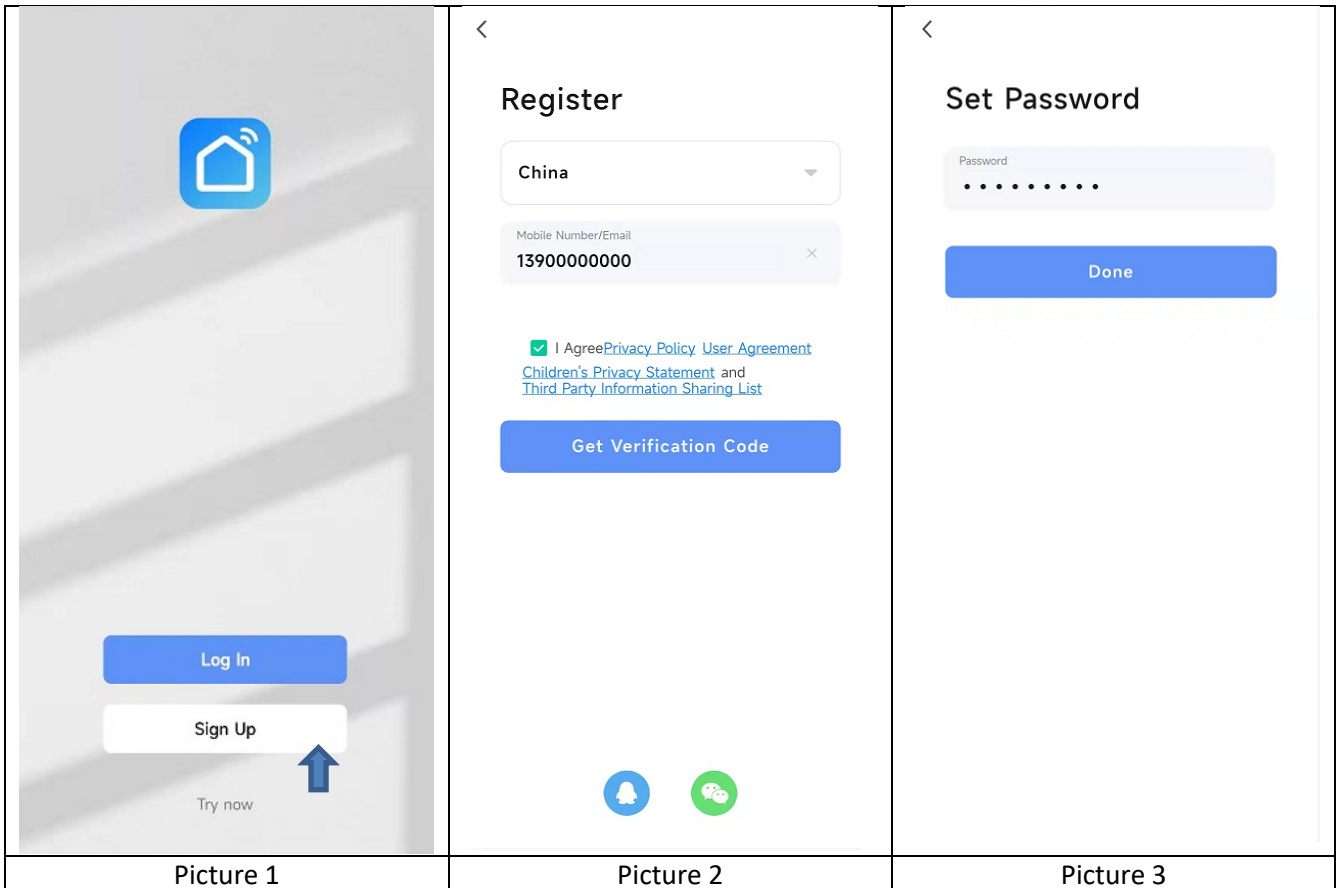 Log In
Sign Up
Try now
Picture 1
Register
China
Mobile Number/Email
13900000000
I AgreePrivacy Policy User Agreement
Children's Privacy Statement and
Third Party Information Sharing List
Get Verification Code
Picture 2
Set Password
Password
•••••••••
Done
Picture 3